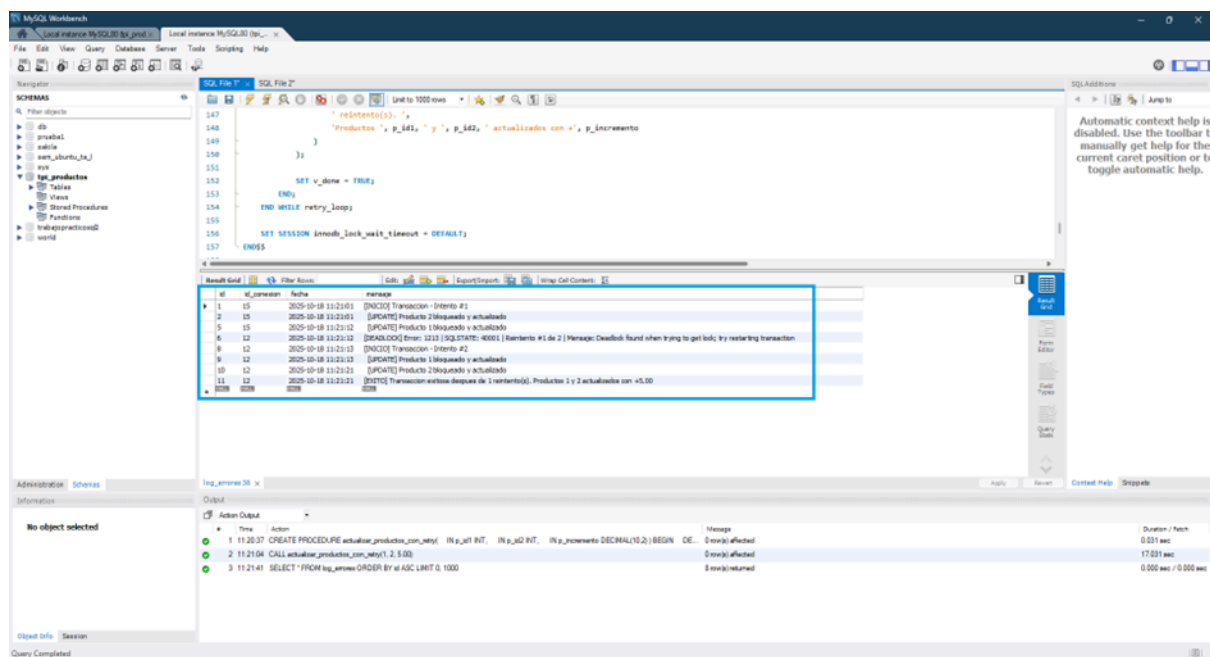 MySQL Workbench
Local instance MySQL80 (tpi_prod... × Local instance MySQL80 (tpi_... ×
File Edit View Query Database Server Tools Scripting Help
Navigator
SCHEMAS
Filter objects
db
prueba1
sakila
sys
tpi_productos
Tables
Views
Stored Procedures
Functions
world
Administration Schemas
Information
No object selected
Object Info Session
Query Completed
SQL File 1* × SQL File 2*
Limit to 1000 rows
147 ' reintento(s). ',
148 'Productos ', p_id1, ' y ', p_id2, ' actualizados con +', p_incremento
149 )
150 );
151
152 SET v_done = TRUE;
153 END;
154 END WHILE retry_loop;
155
156 SET SESSION innodb_lock_wait_timeout = DEFAULT;
157 END$$
Result Grid Filter Rows: Edit: Export/Import: Wrap Cell Content:
id id_conexion fecha mensaje
1 15 2025-10-18 11:21:01 [INICIO] Transaccion - Intento #1
2 15 2025-10-18 11:21:01 [UPDATE] Producto 2 bloqueado y actualizado
5 15 2025-10-18 11:21:12 [UPDATE] Producto 1 bloqueado y actualizado
6 12 2025-10-18 11:21:12 [DEADLOCK] Error: 1213 | SQLSTATE: 40001 | Reintento #1 de 2 | Mensaje: Deadlock found when trying to get lock; try restarting transaction
8 12 2025-10-18 11:21:13 [INICIO] Transaccion - Intento #2
9 12 2025-10-18 11:21:13 [UPDATE] Producto 1 bloqueado y actualizado
10 12 2025-10-18 11:21:21 [UPDATE] Producto 2 bloqueado y actualizado
11 12 2025-10-18 11:21:21 [EXITO] Transaccion exitosa despues de 1 reintento(s). Productos 1 y 2 actualizados con +5.00
NULL NULL NULL NULL
Result Grid
Form Editor
Field Types
Query Stats
log_errores 38 × Apply Revert
Output
Action Output
# Time Action Message Duration / Fetch
1 11:20:37 CREATE PROCEDURE actualizar_productos_con_retry( IN p_id1 INT, IN p_id2 INT, IN p_incremento DECIMAL(10,2) ) BEGIN DE... 0 row(s) affected 0.031 sec
2 11:21:04 CALL actualizar_productos_con_retry(1, 2, 5.00) 0 row(s) affected 17.031 sec
3 11:21:41 SELECT * FROM log_errores ORDER BY id ASC LIMIT 0, 1000 8 row(s) returned 0.000 sec / 0.000 sec
SQL Additions
Jump to
Automatic context help is
disabled. Use the toolbar t
manually get help for the
current caret position or to
toggle automatic help.
Context Help Snippets